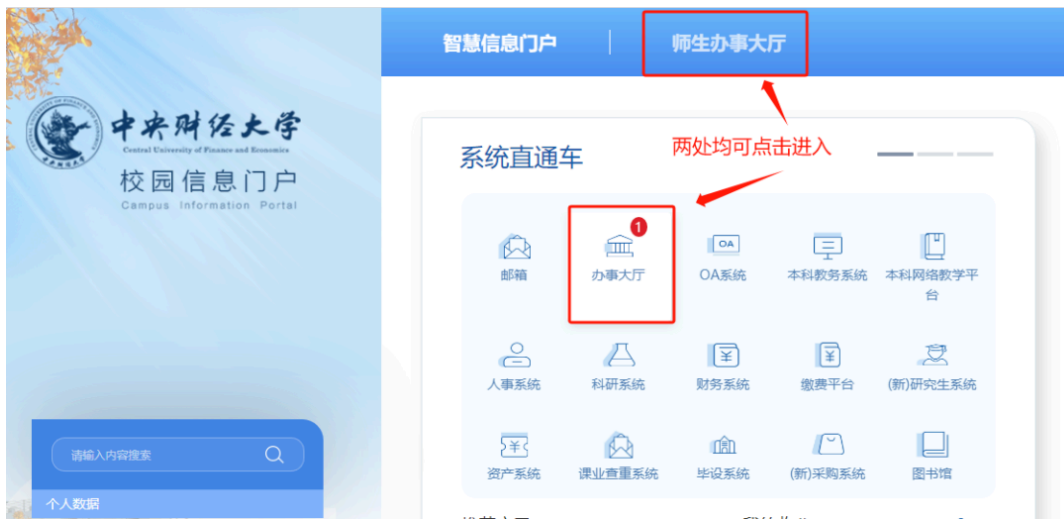 智慧信息门户
师生办事大厅
中央财经大学
Central University of Finance and Economics
校园信息门户
Campus Information Portal
两处均可点击进入
系统直通车
1
OA
邮箱
办事大厅
OA系统
本科教务系统
本科网络教学平
台
人事系统
科研系统
财务系统
缴费平台
(新)研究生系统
资产系统
课业查重系统
毕设系统
(新)采购系统
图书馆
请输入内容搜索
个人数据